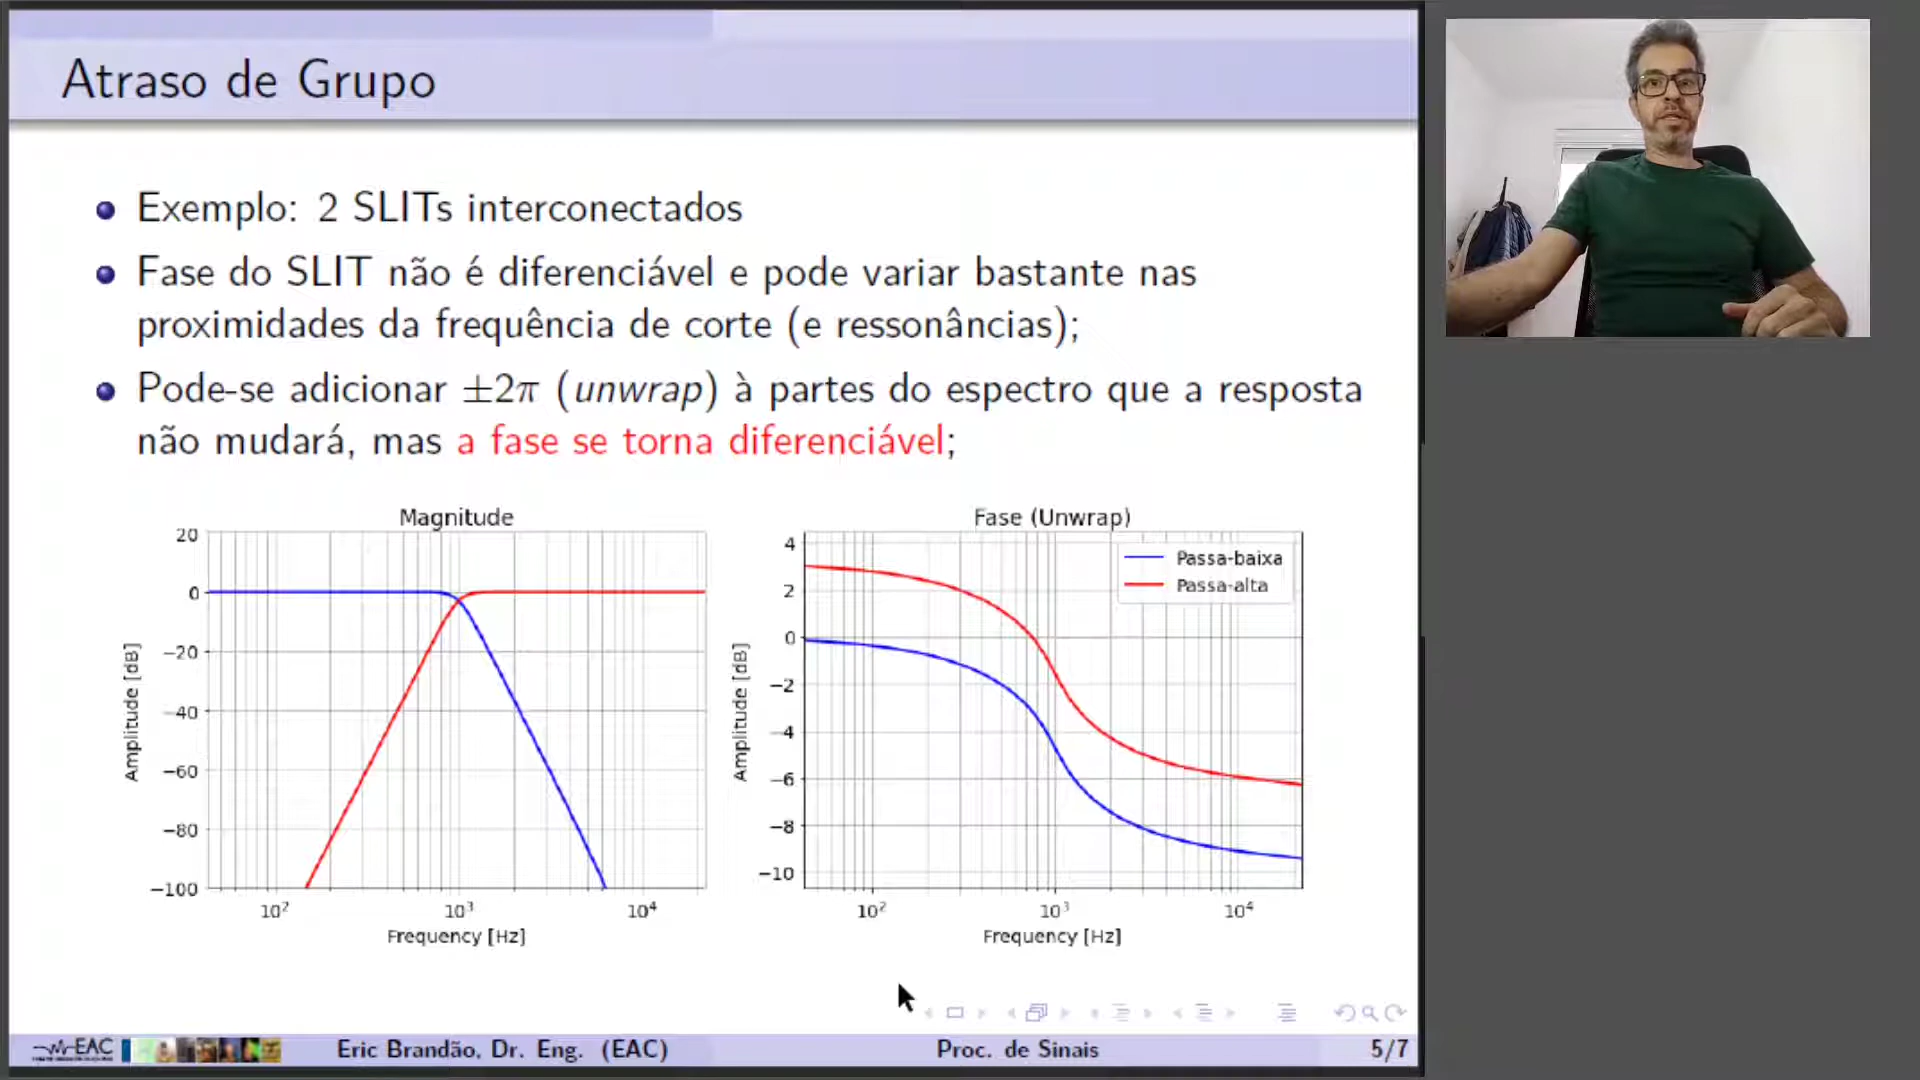 Atraso de Grupo
Exemplo: 2 SLITs interconectados
Fase do SLIT não é diferenciável e pode variar bastante nas
proximidades da frequência de corte (e ressonâncias);
Pode-se adicionar ±2π (unwrap) à partes do espectro que a resposta
não mudará, mas a fase se torna diferenciável;
Magnitude
20
0
−20
−40
−60
−80
−100
Amplitude [dB]
10²
10³
10⁴
Frequency [Hz]
Fase (Unwrap)
Passa-baixa
Passa-alta
4
2
0
−2
−4
−6
−8
−10
Amplitude [dB]
10²
10³
10⁴
Frequency [Hz]
EAC
Eric Brandão, Dr. Eng. (EAC)
Proc. de Sinais
5/7